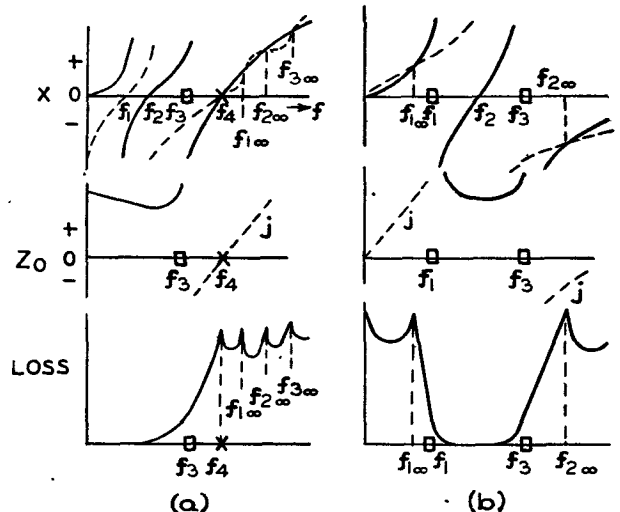 +
X 0
−
f₁ f₂ f₃ f₄ f₁∞ f₂∞ f₃∞ → f
+
Z₀ 0
−
f₃ f₄ j
LOSS
f₁∞ f₂∞ f₃∞
f₃ f₄
(a)
+
0
−
f₁∞ f₁ f₂ f₃ f₂∞
j
f₁ f₃
j
f₁∞ f₁ f₃ f₂∞
(b)